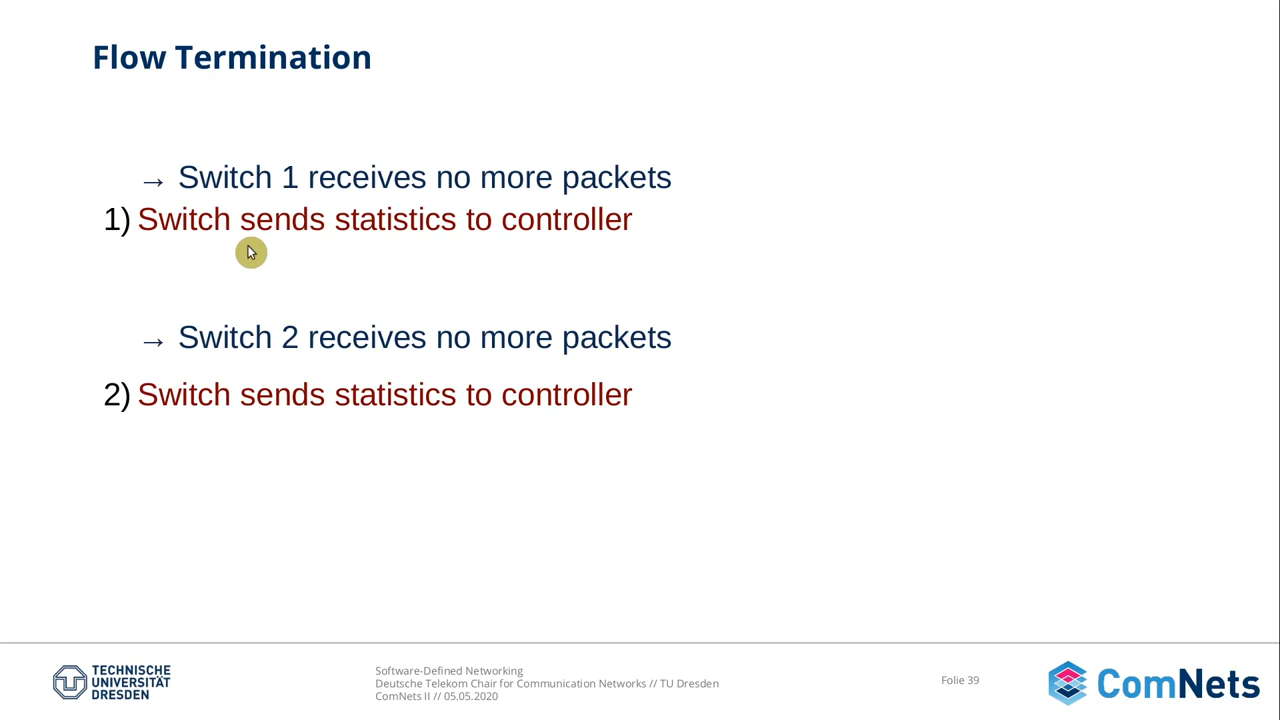 Flow Termination
→ Switch 1 receives no more packets
1) Switch sends statistics to controller
→ Switch 2 receives no more packets
2) Switch sends statistics to controller
TECHNISCHE
UNIVERSITÄT
DRESDEN
Software-Defined Networking
Deutsche Telekom Chair for Communication Networks // TU Dresden
ComNets II // 05.05.2020
Folie 39
ComNets